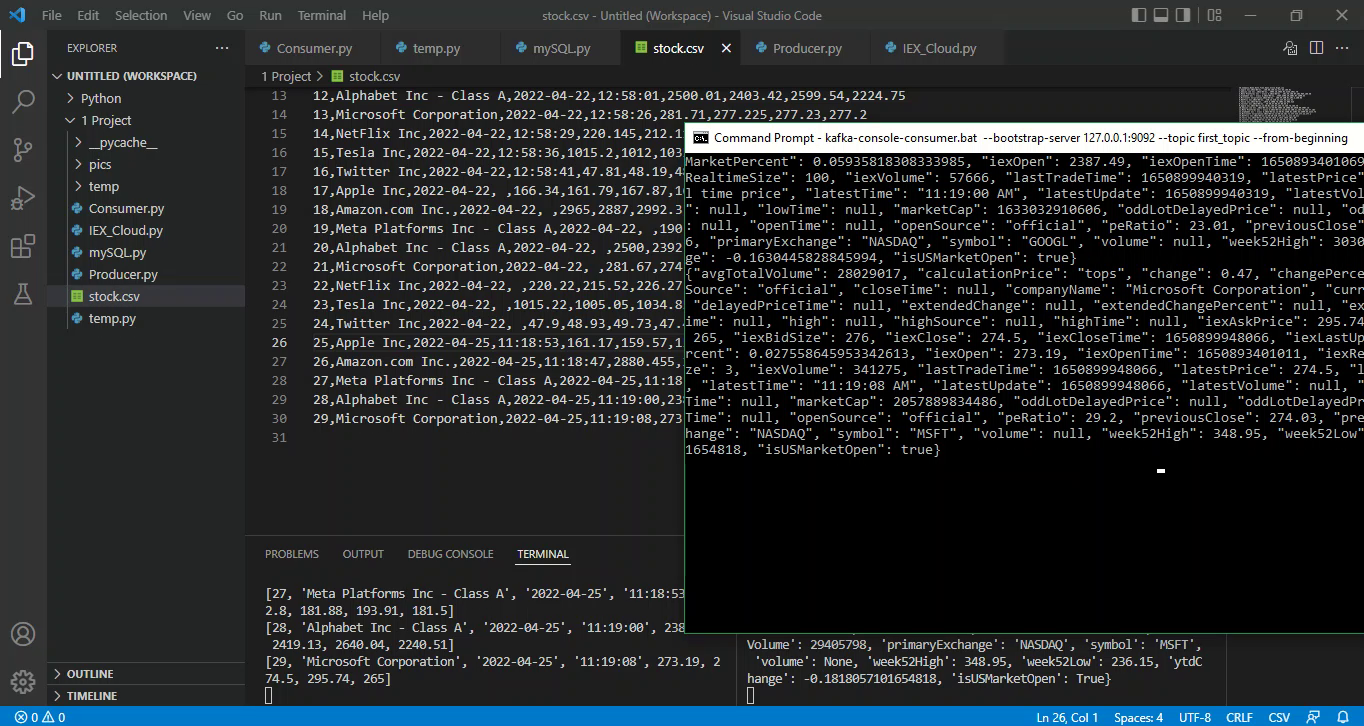 File Edit Selection View Go Run Terminal Help stock.csv - Untitled (Workspace) - Visual Studio Code
EXPLORER ···
Consumer.py temp.py mySQL.py stock.csv Producer.py IEX_Cloud.py
UNTITLED (WORKSPACE)
Python
1 Project
__pycache__
pics
temp
Consumer.py
IEX_Cloud.py
mySQL.py
Producer.py
stock.csv
temp.py
OUTLINE
TIMELINE
1 Project > stock.csv
13 12,Alphabet Inc - Class A,2022-04-22,12:58:01,2500.01,2403.42,2599.54,2224.75
14 13,Microsoft Corporation,2022-04-22,12:58:26,281.71,277.225,277.23,277.2
15 14,NetFlix Inc,2022-04-22,12:58:29,220.145,212.1
16 15,Tesla Inc,2022-04-22,12:58:36,1015.2,1012,103
17 16,Twitter Inc,2022-04-22,12:58:41,47.81,48.19,48
18 17,Apple Inc,2022-04-22, ,166.34,161.79,167.87,16
19 18,Amazon.com Inc.,2022-04-22, ,2965,2887,2992.3
20 19,Meta Platforms Inc - Class A,2022-04-22, ,190
21 20,Alphabet Inc - Class A,2022-04-22, ,2500,2392
22 21,Microsoft Corporation,2022-04-22, ,281.67,274
23 22,NetFlix Inc,2022-04-22, ,220.22,215.52,226.27
24 23,Tesla Inc,2022-04-22, ,1015.22,1005.05,1034.8
25 24,Twitter Inc,2022-04-22, ,47.9,48.93,49.73,47.
26 25,Apple Inc,2022-04-25,11:18:53,161.17,159.57,1
27 26,Amazon.com Inc.,2022-04-25,11:18:47,2880.455,
28 27,Meta Platforms Inc - Class A,2022-04-25,11:18
29 28,Alphabet Inc - Class A,2022-04-25,11:19:00,23
30 29,Microsoft Corporation,2022-04-25,11:19:08,273
31
Command Prompt - kafka-console-consumer.bat --bootstrap-server 127.0.0.1:9092 --topic first_topic --from-beginning
MarketPercent": 0.05935818308333985, "iexOpen": 2387.49, "iexOpenTime": 1650893401069
RealtimeSize": 100, "iexVolume": 57666, "lastTradeTime": 1650899940319, "latestPrice"
l time price", "latestTime": "11:19:00 AM", "latestUpdate": 1650899940319, "latestVol
": null, "lowTime": null, "marketCap": 1633032910606, "oddLotDelayedPrice": null, "od
: null, "openTime": null, "openSource": "official", "peRatio": 23.01, "previousClose"
6, "primaryExchange": "NASDAQ", "symbol": "GOOGL", "volume": null, "week52High": 3030
ge": -0.1630445828845994, "isUSMarketOpen": true}
{"avgTotalVolume": 28029017, "calculationPrice": "tops", "change": 0.47, "changePerce
Source": "official", "closeTime": null, "companyName": "Microsoft Corporation", "curr
 "delayedPriceTime": null, "extendedChange": null, "extendedChangePercent": null, "ex
ime": null, "high": null, "highSource": null, "highTime": null, "iexAskPrice": 295.74
 265, "iexBidSize": 276, "iexClose": 274.5, "iexCloseTime": 1650899948066, "iexLastUp
ercent": 0.027558645953342613, "iexOpen": 273.19, "iexOpenTime": 1650893401011, "iexRe
ze": 3, "iexVolume": 341275, "lastTradeTime": 1650899948066, "latestPrice": 274.5, "l
, "latestTime": "11:19:08 AM", "latestUpdate": 1650899948066, "latestVolume": null,
Time": null, "marketCap": 2057889834486, "oddLotDelayedPrice": null, "oddLotDelayedPr
Time": null, "openSource": "official", "peRatio": 29.2, "previousClose": 274.03, "pre
hange": "NASDAQ", "symbol": "MSFT", "volume": null, "week52High": 348.95, "week52Low"
1654818, "isUSMarketOpen": true}
PROBLEMS OUTPUT DEBUG CONSOLE TERMINAL
[27, 'Meta Platforms Inc - Class A', '2022-04-25', '11:18:53
2.8, 181.88, 193.91, 181.5]
[28, 'Alphabet Inc - Class A', '2022-04-25', '11:19:00', 238
 2419.13, 2640.04, 2240.51]
[29, 'Microsoft Corporation', '2022-04-25', '11:19:08', 273.19, 2
74.5, 295.74, 265]
Volume': 29405798, 'primaryExchange': 'NASDAQ', 'symbol': 'MSFT',
 'volume': None, 'week52High': 348.95, 'week52Low': 236.15, 'ytdC
hange': -0.1818057101654818, 'isUSMarketOpen': True}
0 0 Ln 26, Col 1 Spaces: 4 UTF-8 CRLF CSV